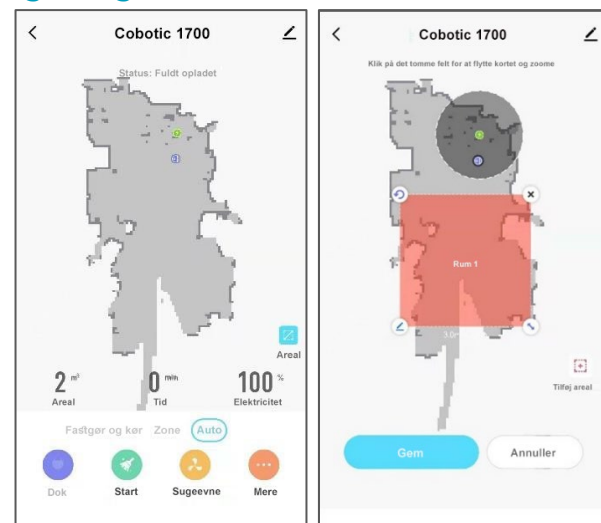 Cobotic 1700
Status: Fuldt opladet
Areal
2 m²
0 min
100 %
Areal
Tid
Elektricitet
Fastgør og kør
Zone
Auto
Dok
Start
Sugeevne
Mere
Cobotic 1700
Klik på det tomme felt for at flytte kortet og zoome
Rum 1
3.0m
Tilføj areal
Gem
Annuller